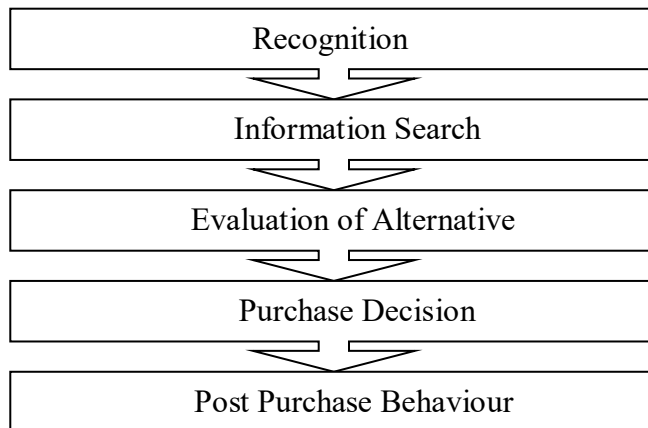 Recognition
Information Search
Evaluation of Alternative
Purchase Decision
Post Purchase Behaviour